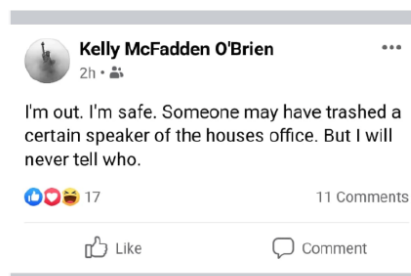 Kelly McFadden O'Brien
2h
I'm out. I'm safe. Someone may have trashed a
certain speaker of the houses office. But I will
never tell who.
17 11 Comments
Like Comment